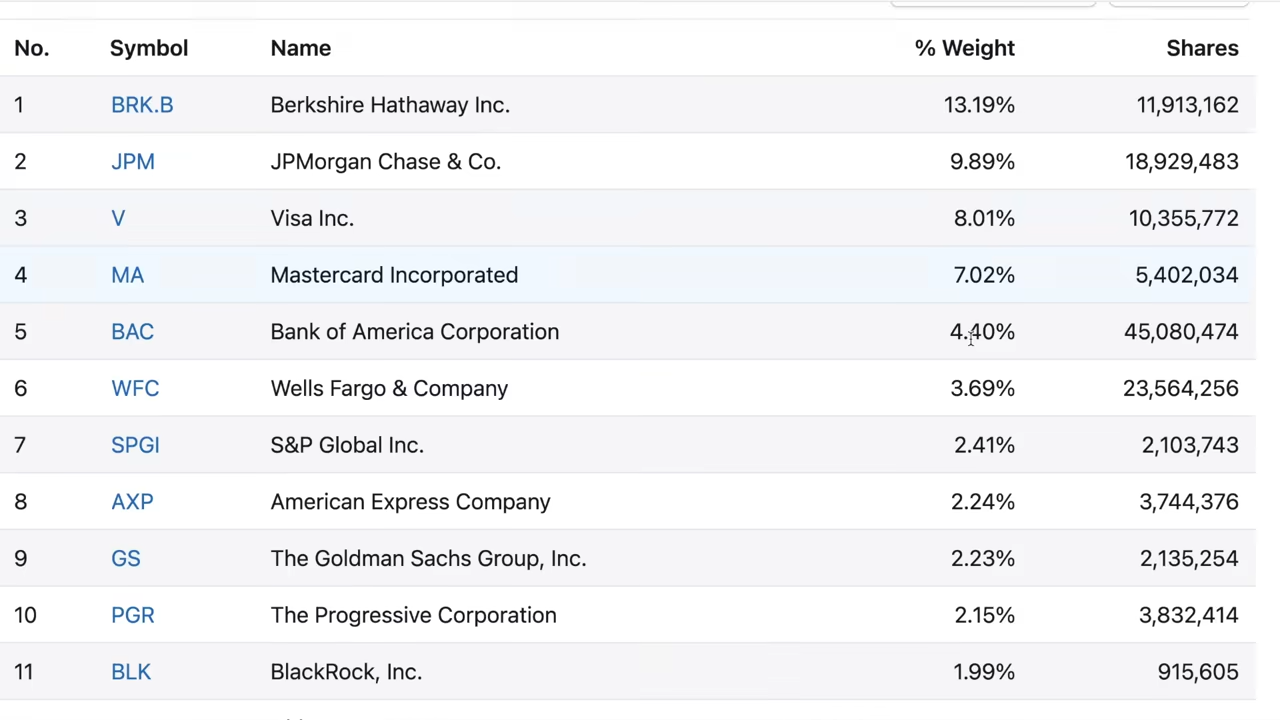 No. Symbol Name % Weight Shares
1 BRK.B Berkshire Hathaway Inc. 13.19% 11,913,162
2 JPM JPMorgan Chase & Co. 9.89% 18,929,483
3 V Visa Inc. 8.01% 10,355,772
4 MA Mastercard Incorporated 7.02% 5,402,034
5 BAC Bank of America Corporation 4.40% 45,080,474
6 WFC Wells Fargo & Company 3.69% 23,564,256
7 SPGI S&P Global Inc. 2.41% 2,103,743
8 AXP American Express Company 2.24% 3,744,376
9 GS The Goldman Sachs Group, Inc. 2.23% 2,135,254
10 PGR The Progressive Corporation 2.15% 3,832,414
11 BLK BlackRock, Inc. 1.99% 915,605